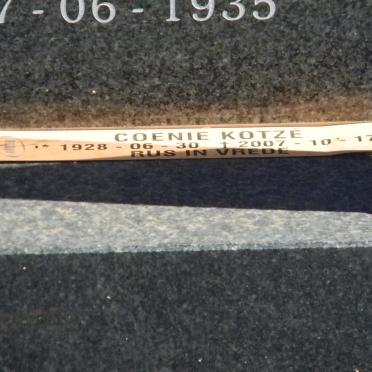 7 - 06 - 1935
COENIE KOTZE
* 1928 - 06 - 30 † 2007 - 10 - 17
RUS IN VREDE